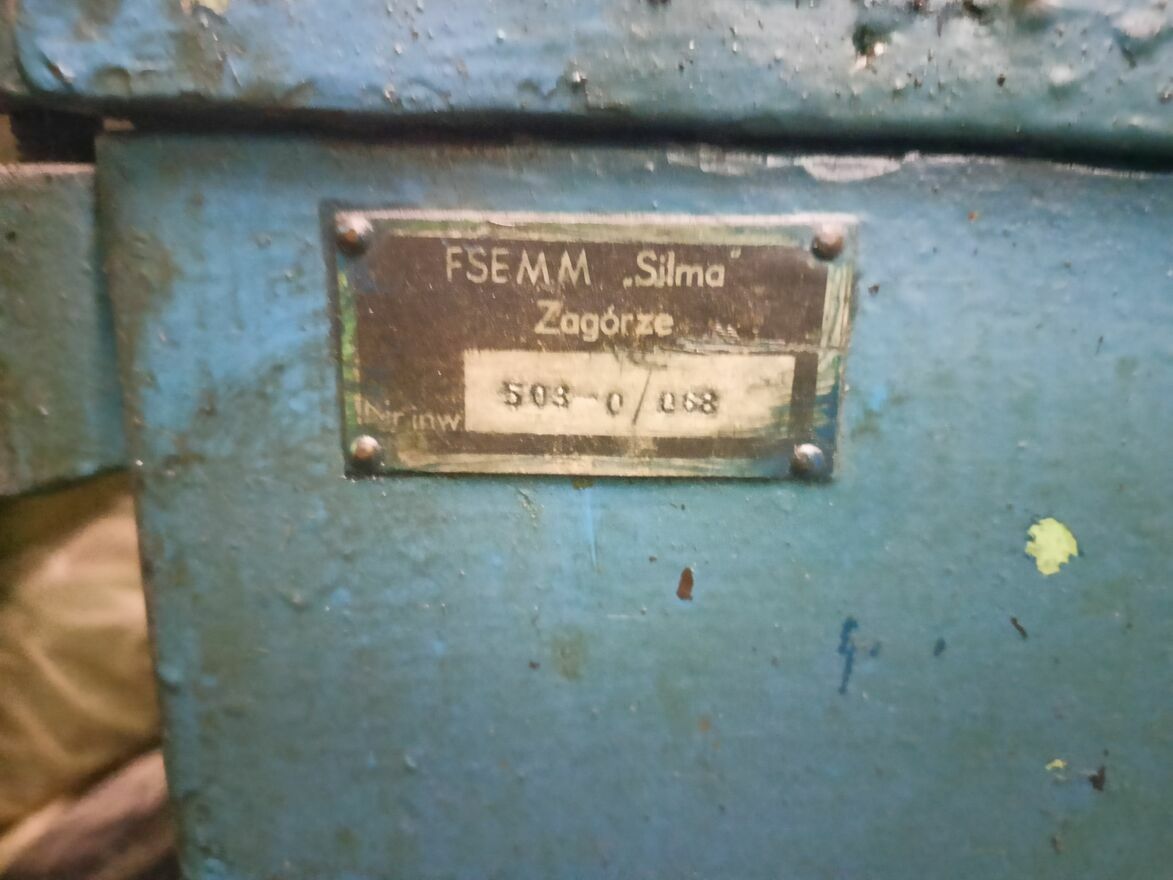 FSEMM „Silma"
Zagórze
Nr inw 503-0/068